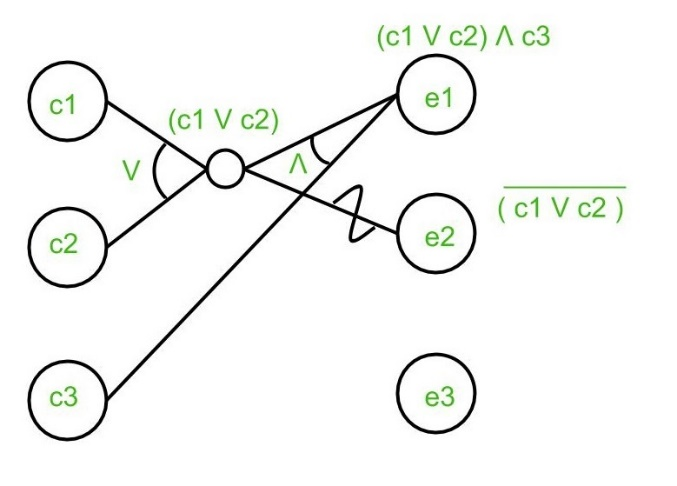 (c1 V c2) Λ c3
c1
e1
(c1 V c2)
V
Λ
( c1 V c2 )
c2
e2
c3
e3